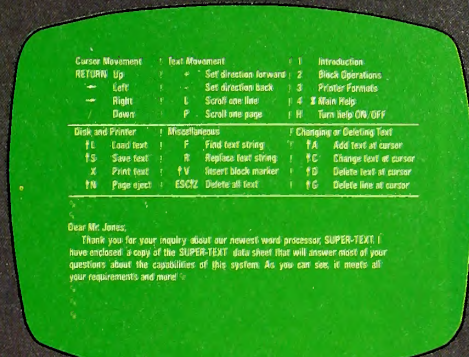 Cursor Movement ! Text Movement ! 1 Introduction
RETURN Up ! + Set direction forward ! 2 Block Operations
← Left ! - Set direction back ! 3 Printer Formats
→ Right ! L Scroll one line ! 4 Main Help
/ Down ! P Scroll one page ! H Turn help ON/OFF
Disk and Printer ! Miscellaneous ! Changing or Deleting Text
↑L Load text ! F Find text string ! ↑A Add text at cursor
↑S Save text ! R Replace text string ! ↑C Change text at cursor
X Print text ! ↑V Insert block marker ! ↑D Delete text at cursor
↑N Page eject ! ESC↑Z Delete all text ! ↑G Delete line at cursor
Dear Mr. Jones,
Thank you for your inquiry about our newest word processor, SUPER-TEXT. I
have enclosed a copy of the SUPER-TEXT data sheet that will answer most of your
questions about the capabilities of this system. As you can see, it meets all
your requirements and more!